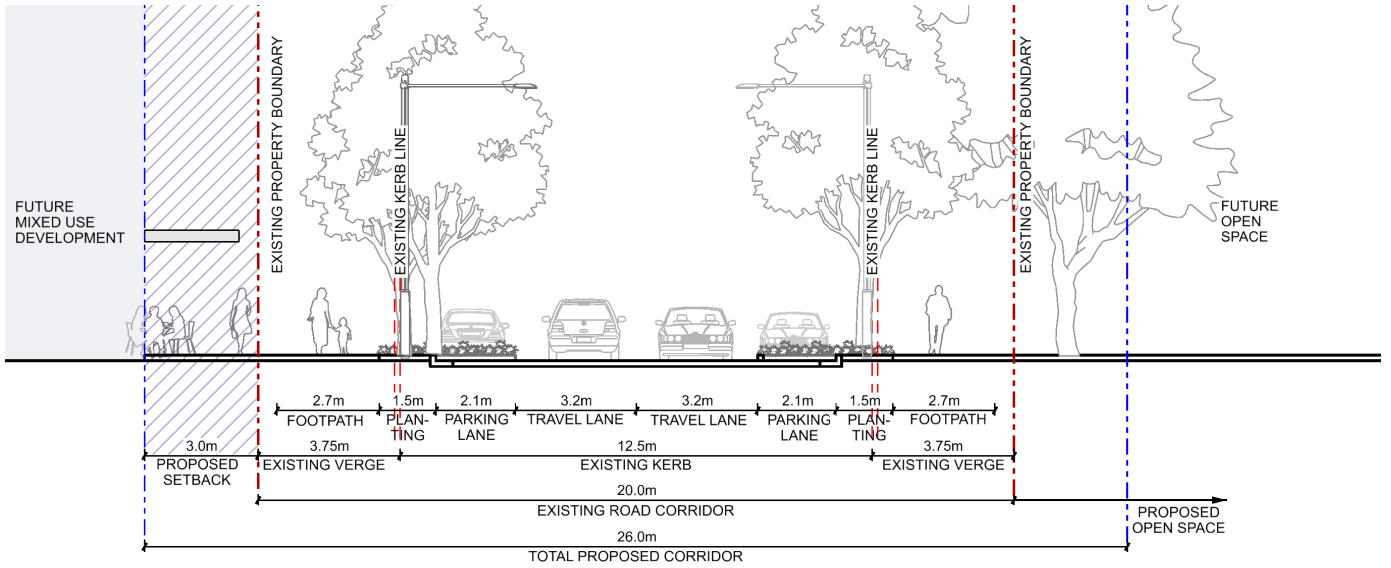 EXISTING PROPERTY BOUNDARY
EXISTING KERB LINE
EXISTING KERB LINE
EXISTING PROPERTY BOUNDARY
FUTURE
MIXED USE
DEVELOPMENT
FUTURE
OPEN
SPACE
2.7m
FOOTPATH
1.5m
PLAN-
TING
2.1m
PARKING
LANE
3.2m
TRAVEL LANE
3.2m
TRAVEL LANE
2.1m
PARKING
LANE
1.5m
PLAN-
TING
2.7m
FOOTPATH
3.0m
PROPOSED
SETBACK
3.75m
EXISTING VERGE
12.5m
EXISTING KERB
3.75m
EXISTING VERGE
20.0m
EXISTING ROAD CORRIDOR
PROPOSED
OPEN SPACE
26.0m
TOTAL PROPOSED CORRIDOR